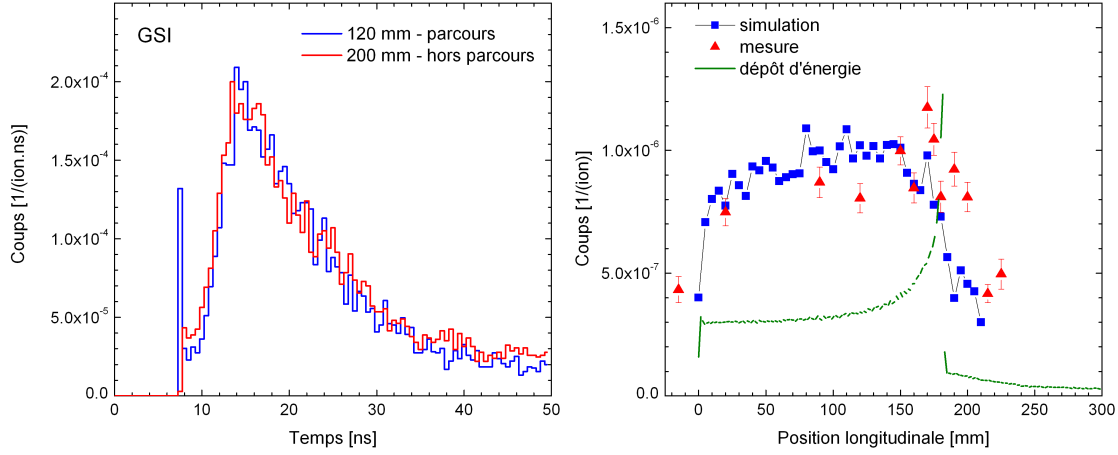 GSI
120 mm - parcours
200 mm - hors parcours
2.0x10⁻⁴
1.5x10⁻⁴
1.0x10⁻⁴
5.0x10⁻⁵
0.0
Coups [1/(ion.ns)]
0 10 20 30 40 50
Temps [ns]
simulation
mesure
dépôt d'énergie
1.5x10⁻⁶
1.0x10⁻⁶
5.0x10⁻⁷
0.0
Coups [1/(ion)]
0 50 100 150 200 250 300
Position longitudinale [mm]